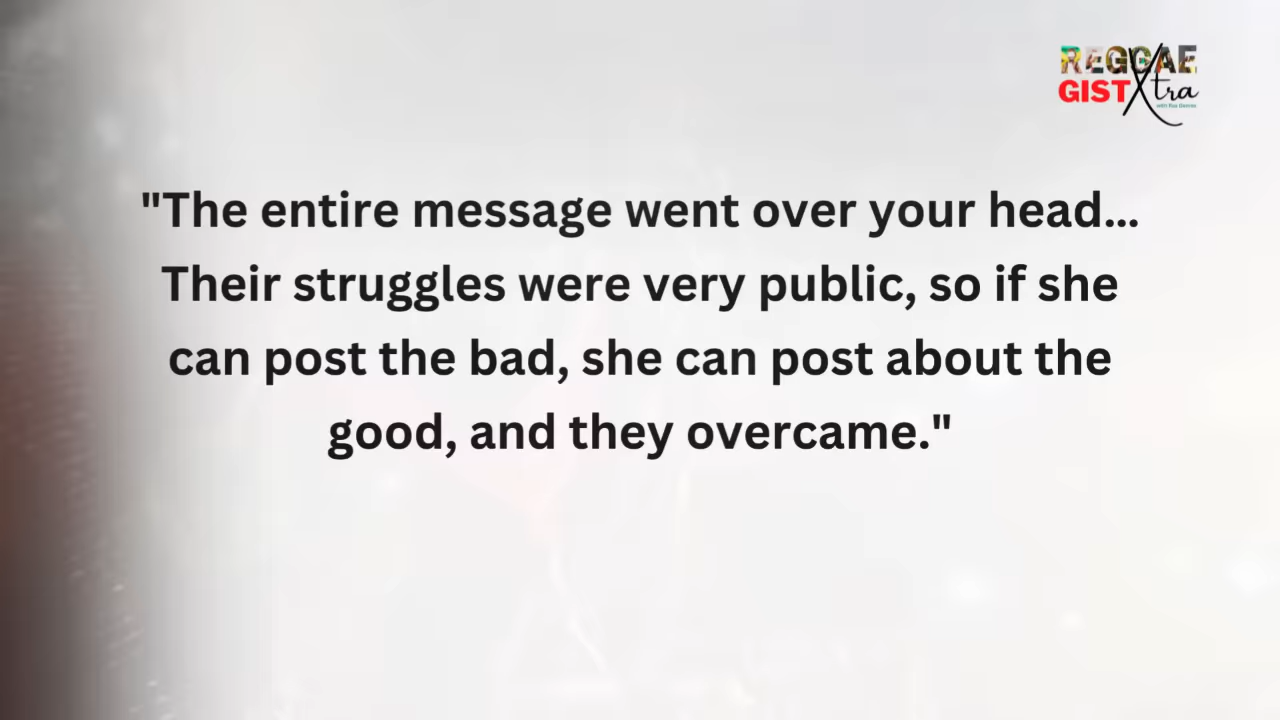 REGGAE
GIST Xtra
"The entire message went over your head...
Their struggles were very public, so if she
can post the bad, she can post about the
good, and they overcame."